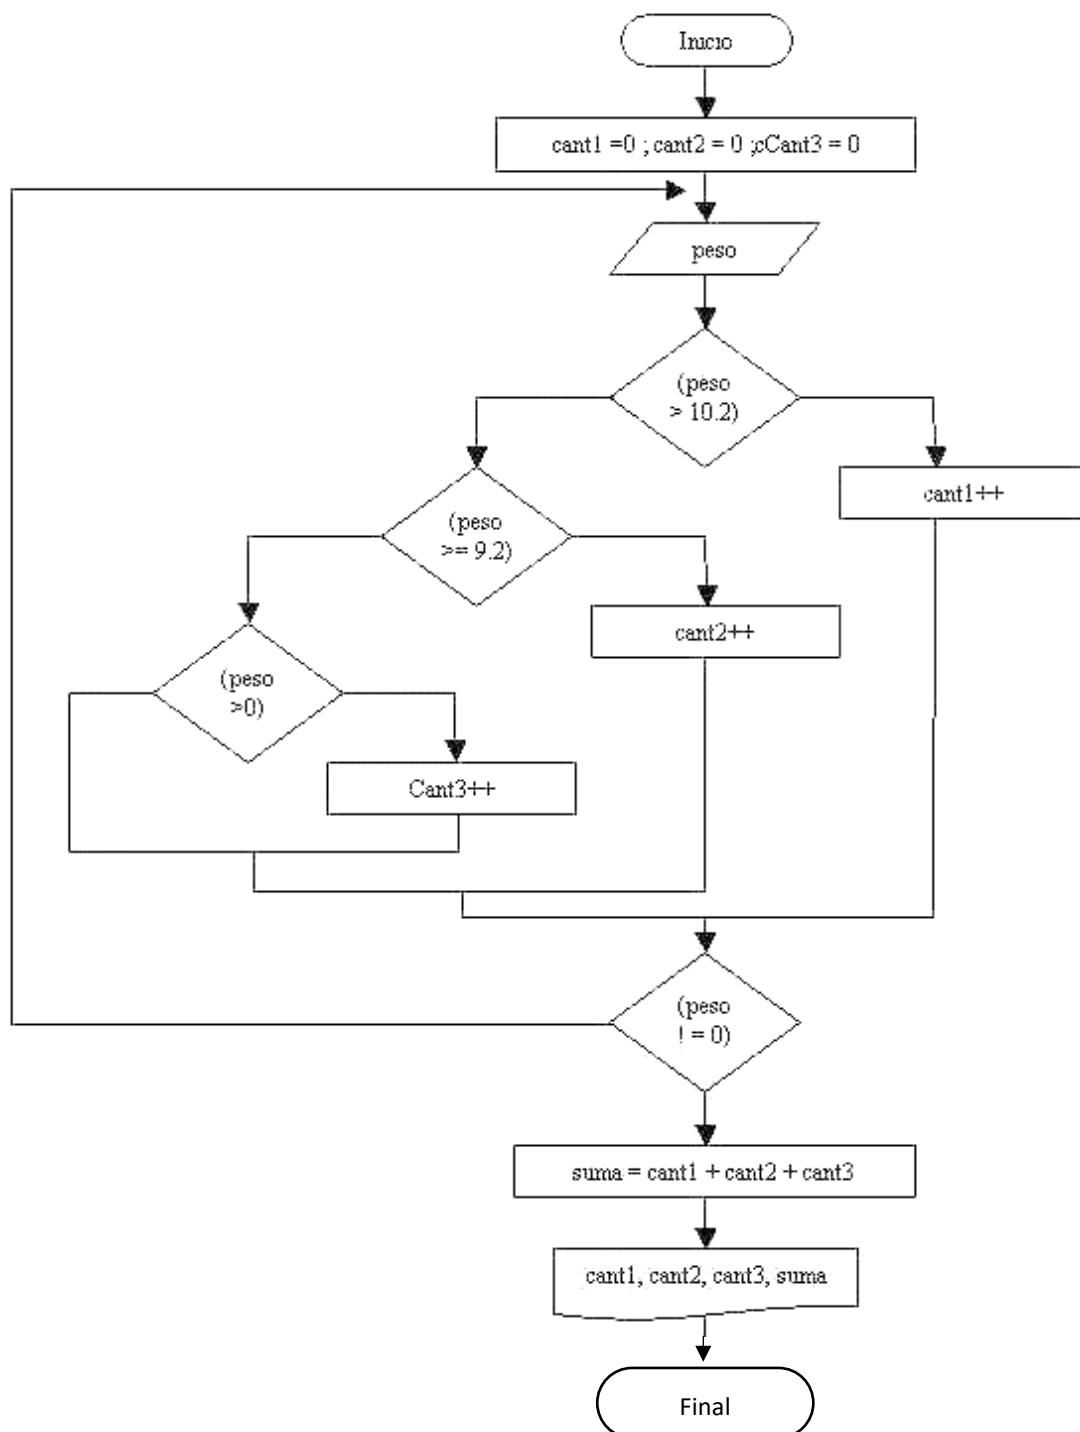 Inicio
cant1 =0 ; cant2 = 0 ;cCant3 = 0
peso
(peso
> 10.2)
cant1++
(peso
>= 9.2)
cant2++
(peso
>0)
Cant3++
(peso
! = 0)
suma = cant1 + cant2 + cant3
cant1, cant2, cant3, suma
Final